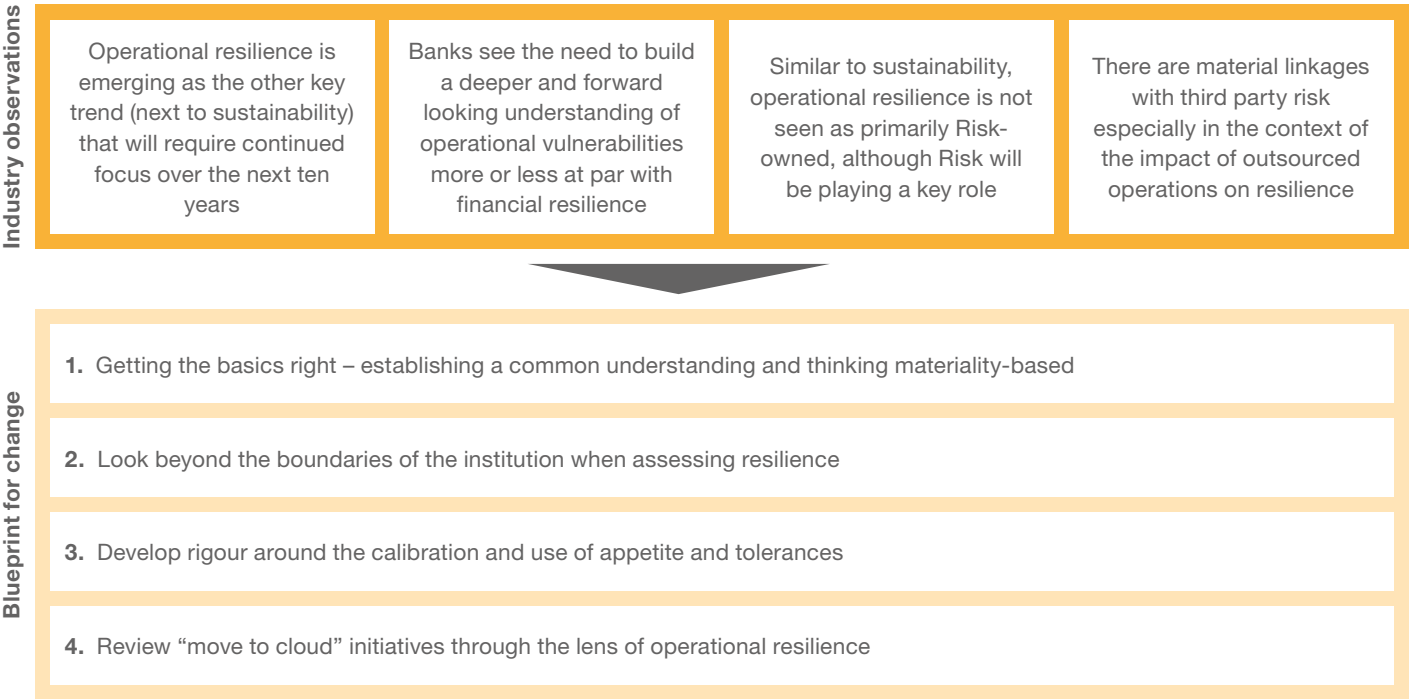 Industry observations
Operational resilience is
emerging as the other key
trend (next to sustainability)
that will require continued
focus over the next ten
years
Banks see the need to build
a deeper and forward
looking understanding of
operational vulnerabilities
more or less at par with
financial resilience
Similar to sustainability,
operational resilience is not
seen as primarily Risk-
owned, although Risk will
be playing a key role
There are material linkages
with third party risk
especially in the context of
the impact of outsourced
operations on resilience
Blueprint for change
1. Getting the basics right – establishing a common understanding and thinking materiality-based
2. Look beyond the boundaries of the institution when assessing resilience
3. Develop rigour around the calibration and use of appetite and tolerances
4. Review “move to cloud” initiatives through the lens of operational resilience